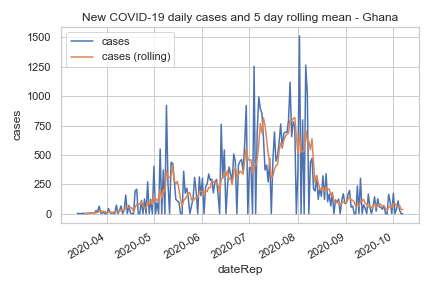 New COVID-19 daily cases and 5 day rolling mean - Ghana
cases
cases (rolling)
1500
1250
1000
750
500
250
0
cases
2020-04
2020-05
2020-06
2020-07
2020-08
2020-09
2020-10
dateRep